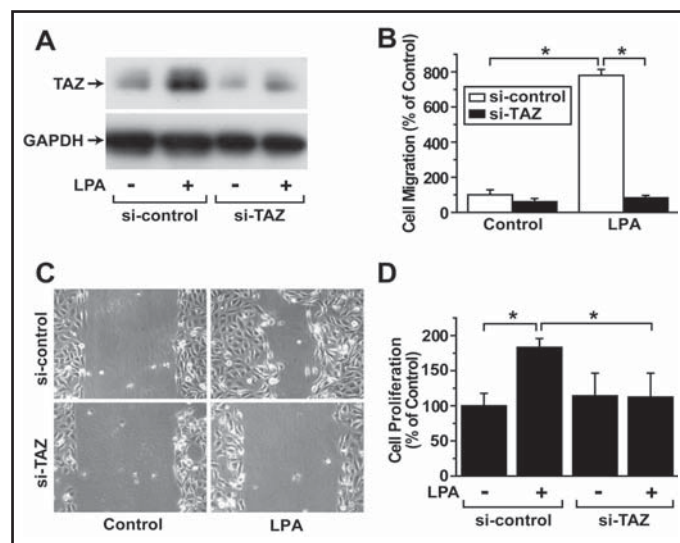 A
TAZ
GAPDH
LPA - + - +
si-control si-TAZ
B
Cell Migration (% of Control)
800
600
400
200
0
* *
si-control
si-TAZ
Control LPA
C
si-control
si-TAZ
Control LPA
D
Cell Proliferation
(% of Control)
200
150
100
50
0
* *
LPA - + - +
si-control si-TAZ